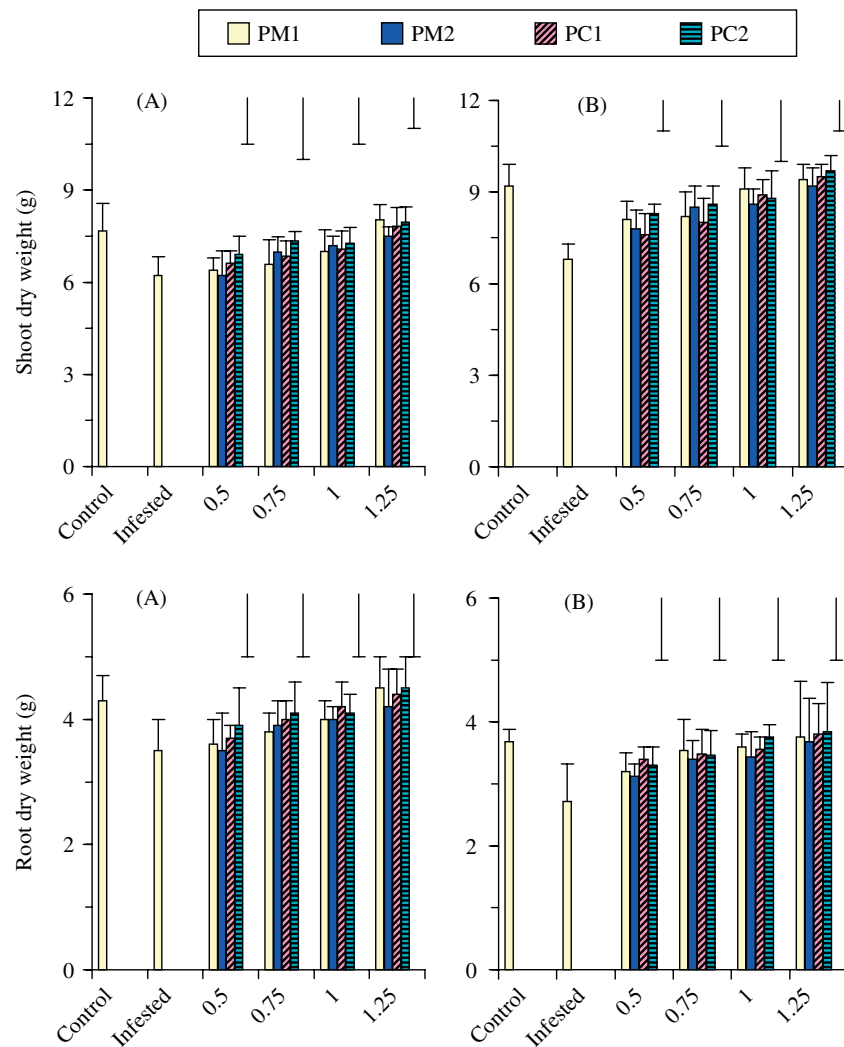 PM1 PM2 PC1 PC2
(A)
Shoot dry weight (g)
12
9
6
3
0
Control Infested 0.5 0.75 1 1.25
(B)
12
9
6
3
0
Control Infested 0.5 0.75 1 1.25
(A)
Root dry weight (g)
6
4
2
0
Control Infested 0.5 0.75 1 1.25
(B)
6
4
2
0
Control Infested 0.5 0.75 1 1.25